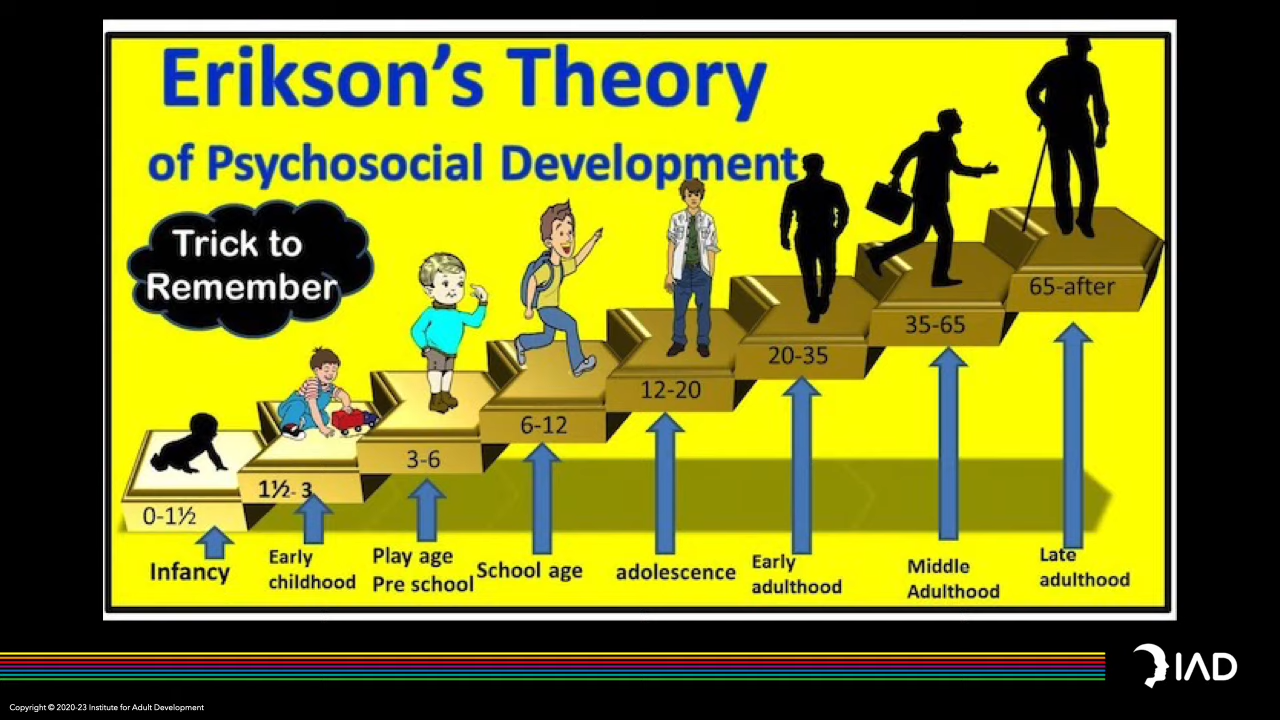 Erikson's Theory
of Psychosocial Development
Trick to
Remember
0-1½
1½- 3
3-6
6-12
12-20
20-35
35-65
65-after
Infancy
Early
childhood
Play age
Pre school
School age
adolescence
Early
adulthood
Middle
Adulthood
Late
adulthood
IAD
Copyright © 2020-23 Institute for Adult Development